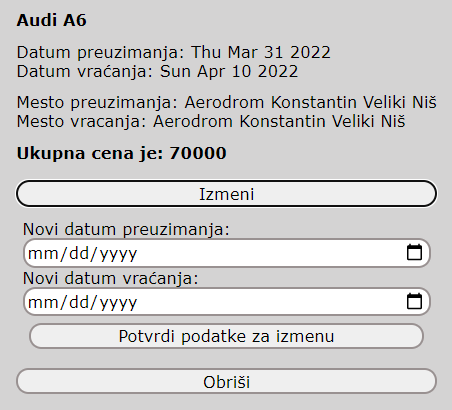 Audi A6
Datum preuzimanja: Thu Mar 31 2022
Datum vraćanja: Sun Apr 10 2022
Mesto preuzimanja: Aerodrom Konstantin Veliki Niš
Mesto vracanja: Aerodrom Konstantin Veliki Niš
Ukupna cena je: 70000
Izmeni
Novi datum preuzimanja:
mm/dd/yyyy
Novi datum vraćanja:
mm/dd/yyyy
Potvrdi podatke za izmenu
Obriši